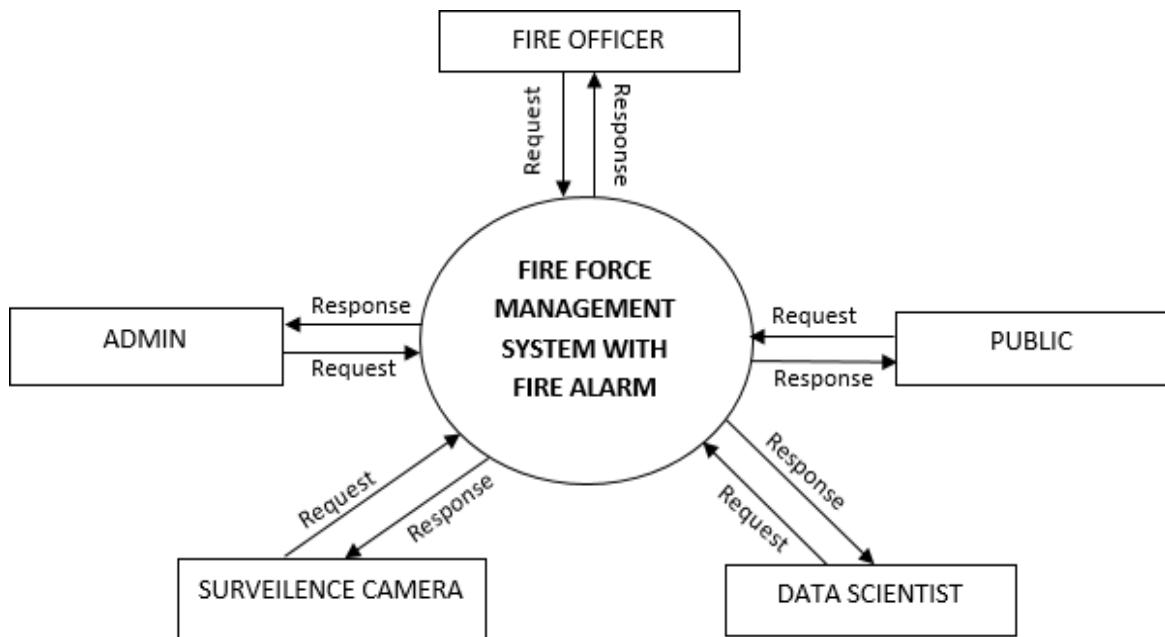 FIRE OFFICER
Request
Response
FIRE FORCE
MANAGEMENT
SYSTEM WITH
FIRE ALARM
ADMIN
Response
Request
PUBLIC
Request
Response
Request
Response
SURVEILENCE CAMERA
Response
Request
DATA SCIENTIST